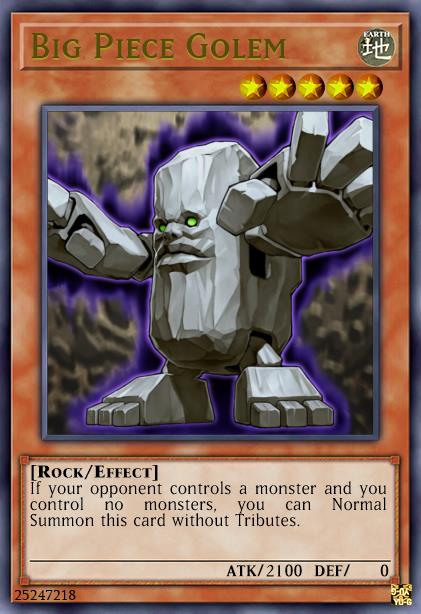 Big Piece Golem
EARTH
地
[Rock/Effect]
If your opponent controls a monster and you
control no monsters, you can Normal
Summon this card without Tributes.
ATK/2100 DEF/ 0
25247218